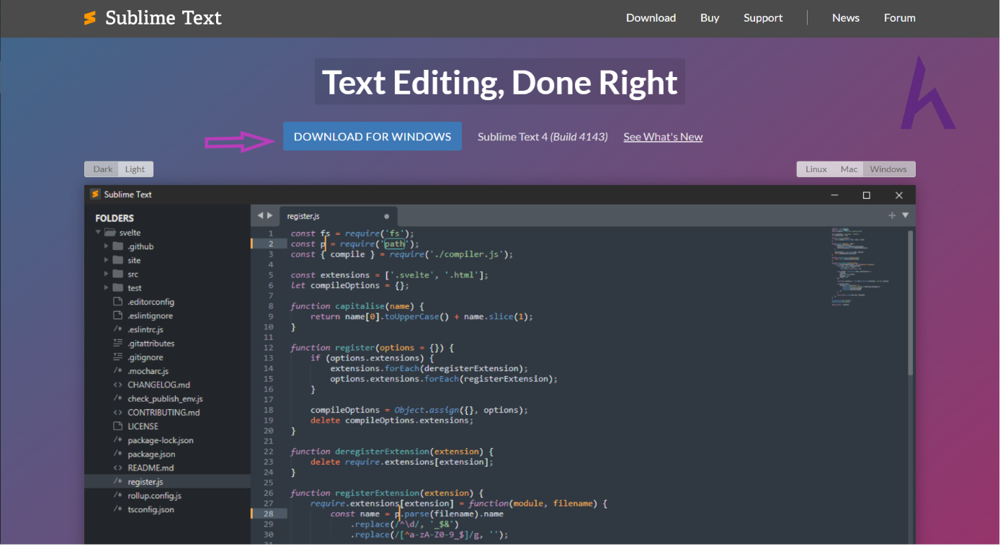 Sublime Text
Download Buy Support News Forum
Text Editing, Done Right
DOWNLOAD FOR WINDOWS Sublime Text 4 (Build 4143) See What's New
Dark Light
Linux Mac Windows
Sublime Text
FOLDERS
svelte
.github
site
src
test
.editorconfig
.eslintignore
.eslintrc.js
.gitattributes
.gitignore
.mocharc.js
CHANGELOG.md
check_publish_env.js
CONTRIBUTING.md
LICENSE
package-lock.json
package.json
README.md
register.js
rollup.config.js
tsconfig.json
register.js
1 const fs = require('fs');
2 const p = require('path');
3 const { compile } = require('./compiler.js');
4
5 const extensions = ['.svelte', '.html'];
6 let compileOptions = {};
7
8 function capitalise(name) {
9 return name[0].toUpperCase() + name.slice(1);
10 }
11
12 function register(options = {}) {
13 if (options.extensions) {
14 extensions.forEach(deregisterExtension);
15 options.extensions.forEach(registerExtension);
16 }
17
18 compileOptions = Object.assign({}, options);
19 delete compileOptions.extensions;
20 }
21
22 function deregisterExtension(extension) {
23 delete require.extensions[extension];
24 }
25
26 function registerExtension(extension) {
27 require.extensions[extension] = function(module, filename) {
28 const name = p.parse(filename).name
29 .replace(/^\d/, '_$&')
30 .replace(/[^a-zA-Z0-9_$]/g, '');